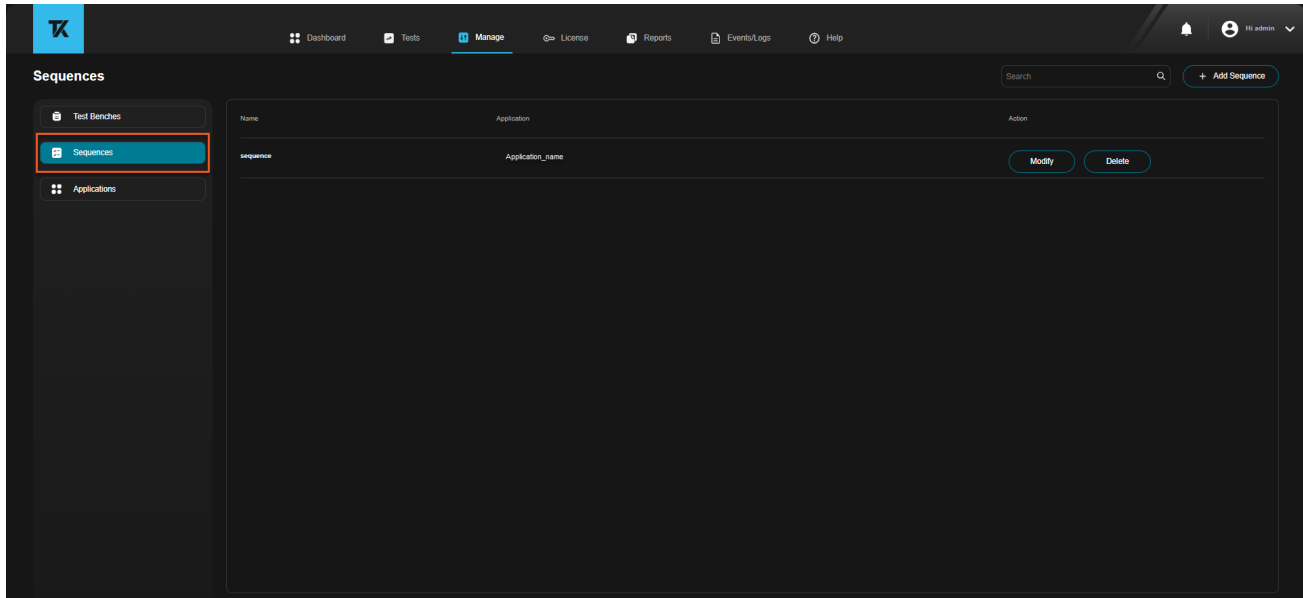 TK
Dashboard Tests Manage License Reports Events/Logs Help Hi admin
Sequences
Search
+ Add Sequence
Test Benches
Sequences
Applications
Name Application Action
sequence Application_name Modify Delete